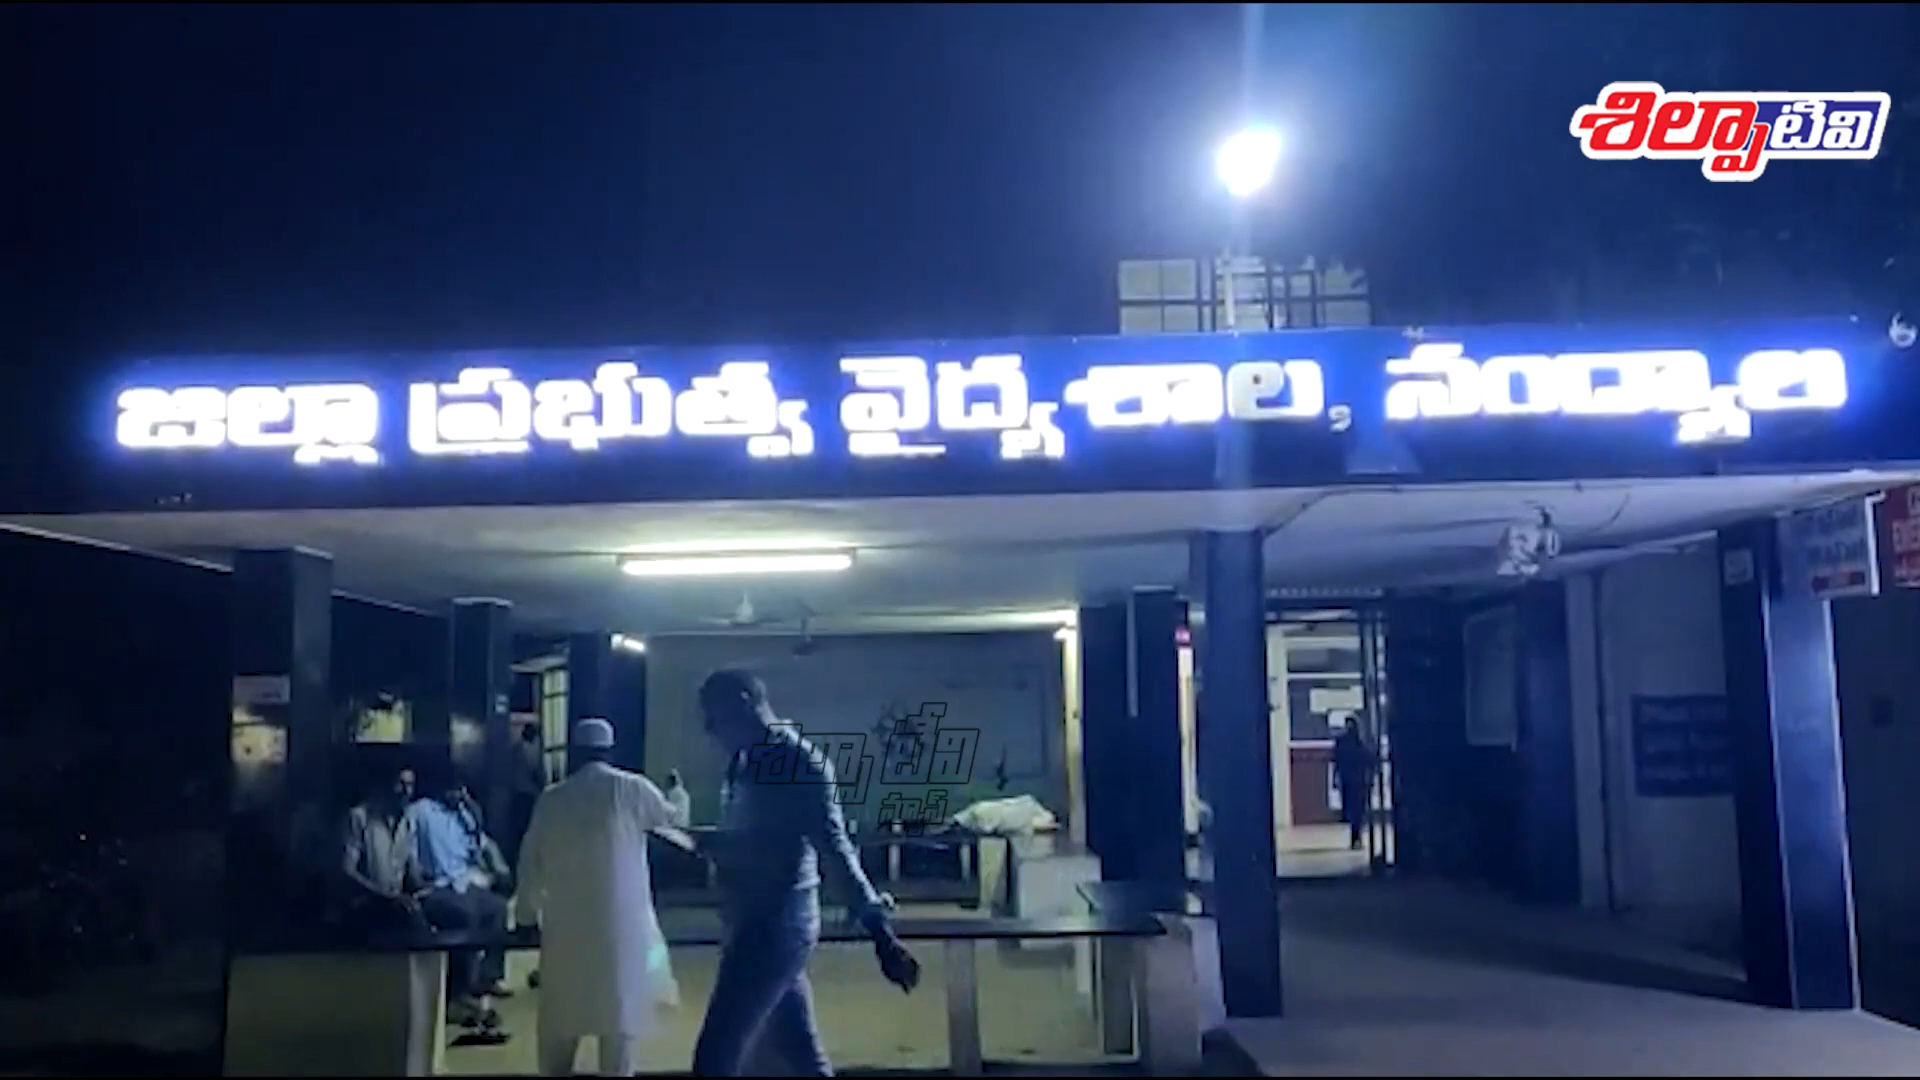 శిల్పా టీవి
జిల్లా ప్రభుత్వ వైద్యశాల, నంద్యాల
శిల్పా టీవి
న్యూస్